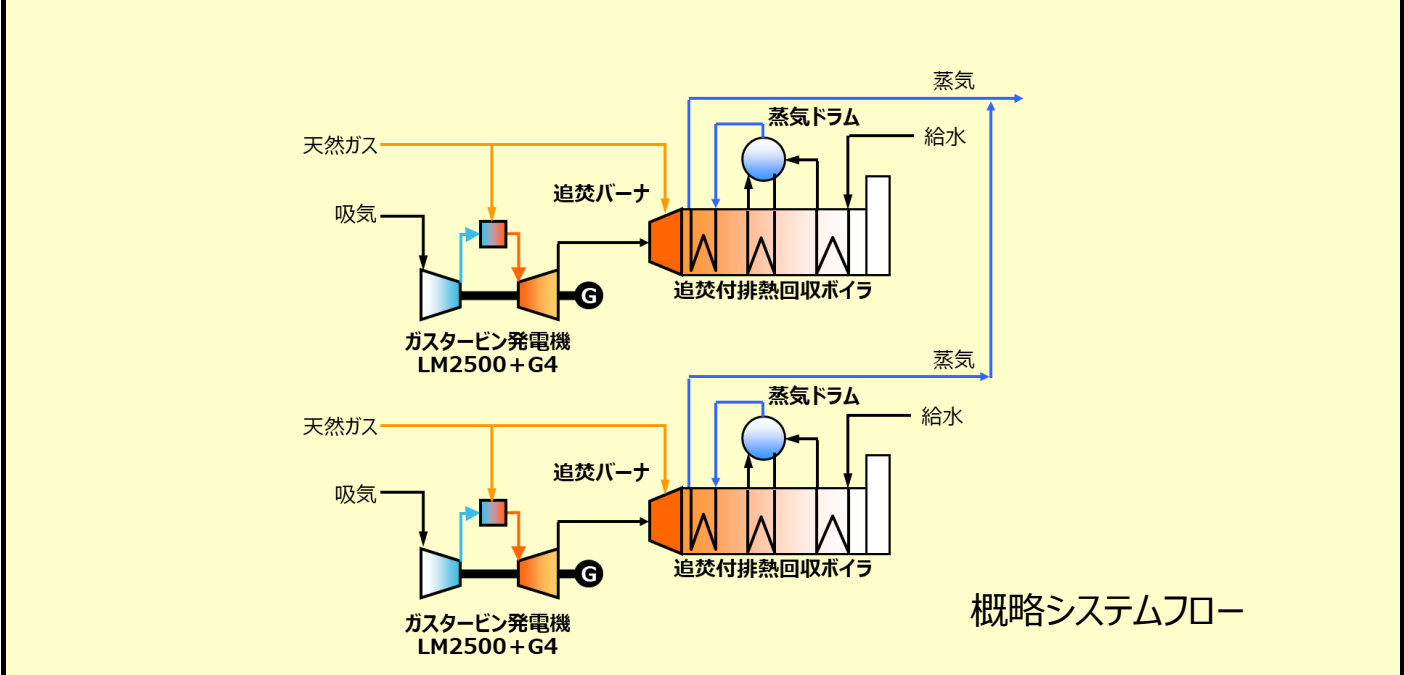 蒸気
蒸気ドラム
給水
天然ガス
追焚バーナ
吸気
G
追焚付排熱回収ボイラ
ガスタービン発電機
LM2500+G4
蒸気
蒸気ドラム
給水
天然ガス
追焚バーナ
吸気
G
追焚付排熱回収ボイラ
ガスタービン発電機
LM2500+G4
概略システムフロー